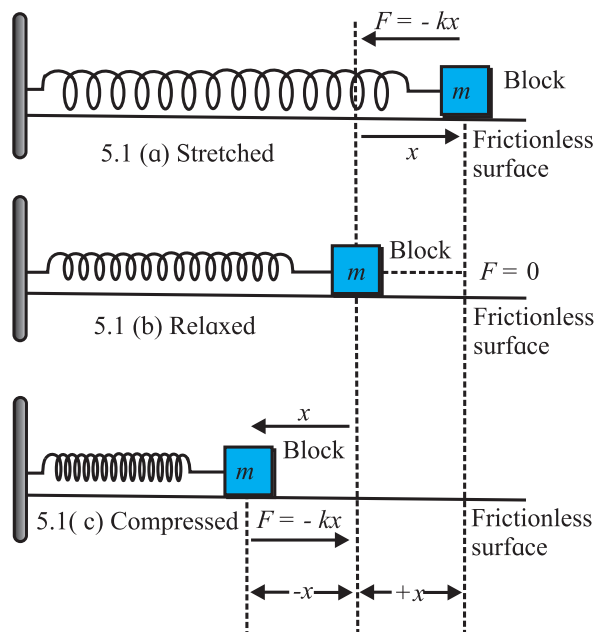 F = - kx
m
Block
x
5.1 (a) Stretched
Frictionless
surface
m
Block
F = 0
5.1 (b) Relaxed
Frictionless
surface
x
m
Block
5.1( c) Compressed
F = - kx
Frictionless
surface
-x
+x